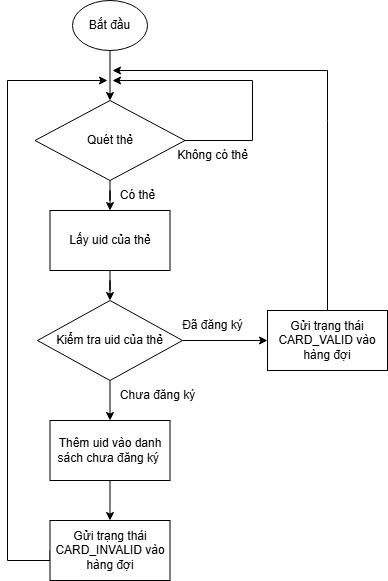 Bắt đầu
Quét thẻ
Không có thẻ
Có thẻ
Lấy uid của thẻ
Kiểm tra uid của thẻ
Đã đăng ký
Gửi trạng thái
CARD_VALID vào
hàng đợi
Chưa đăng ký
Thêm uid vào danh
sách chưa đăng ký
Gửi trạng thái
CARD_INVALID vào
hàng đợi